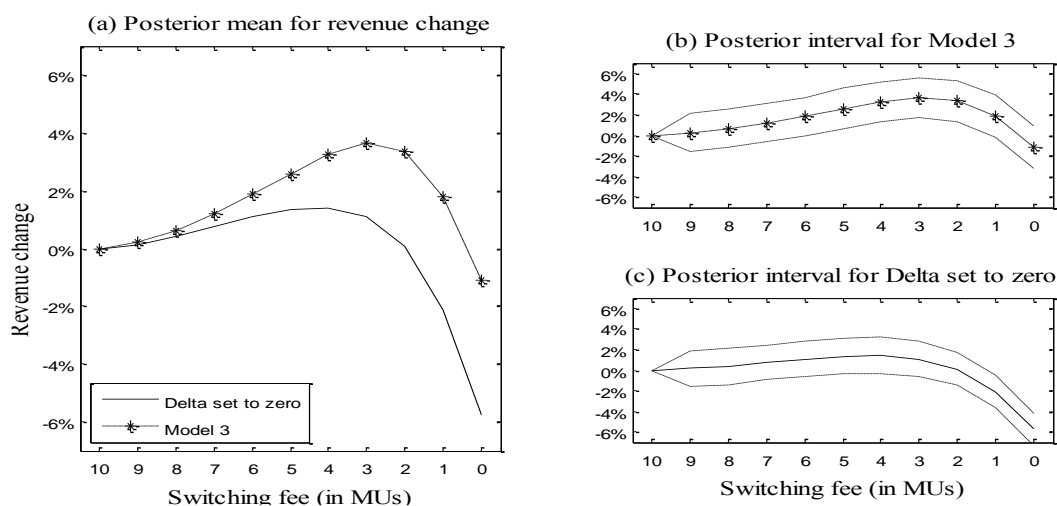 (a) Posterior mean for revenue change
6%
4%
2%
0%
-2%
-4%
-6%
Revenue change
Delta set to zero
Model 3
10 9 8 7 6 5 4 3 2 1 0
Switching fee (in MUs)
(b) Posterior interval for Model 3
6%
4%
2%
0%
-2%
-4%
-6%
10 9 8 7 6 5 4 3 2 1 0
(c) Posterior interval for Delta set to zero
6%
4%
2%
0%
-2%
-4%
-6%
10 9 8 7 6 5 4 3 2 1 0
Switching fee (in MUs)